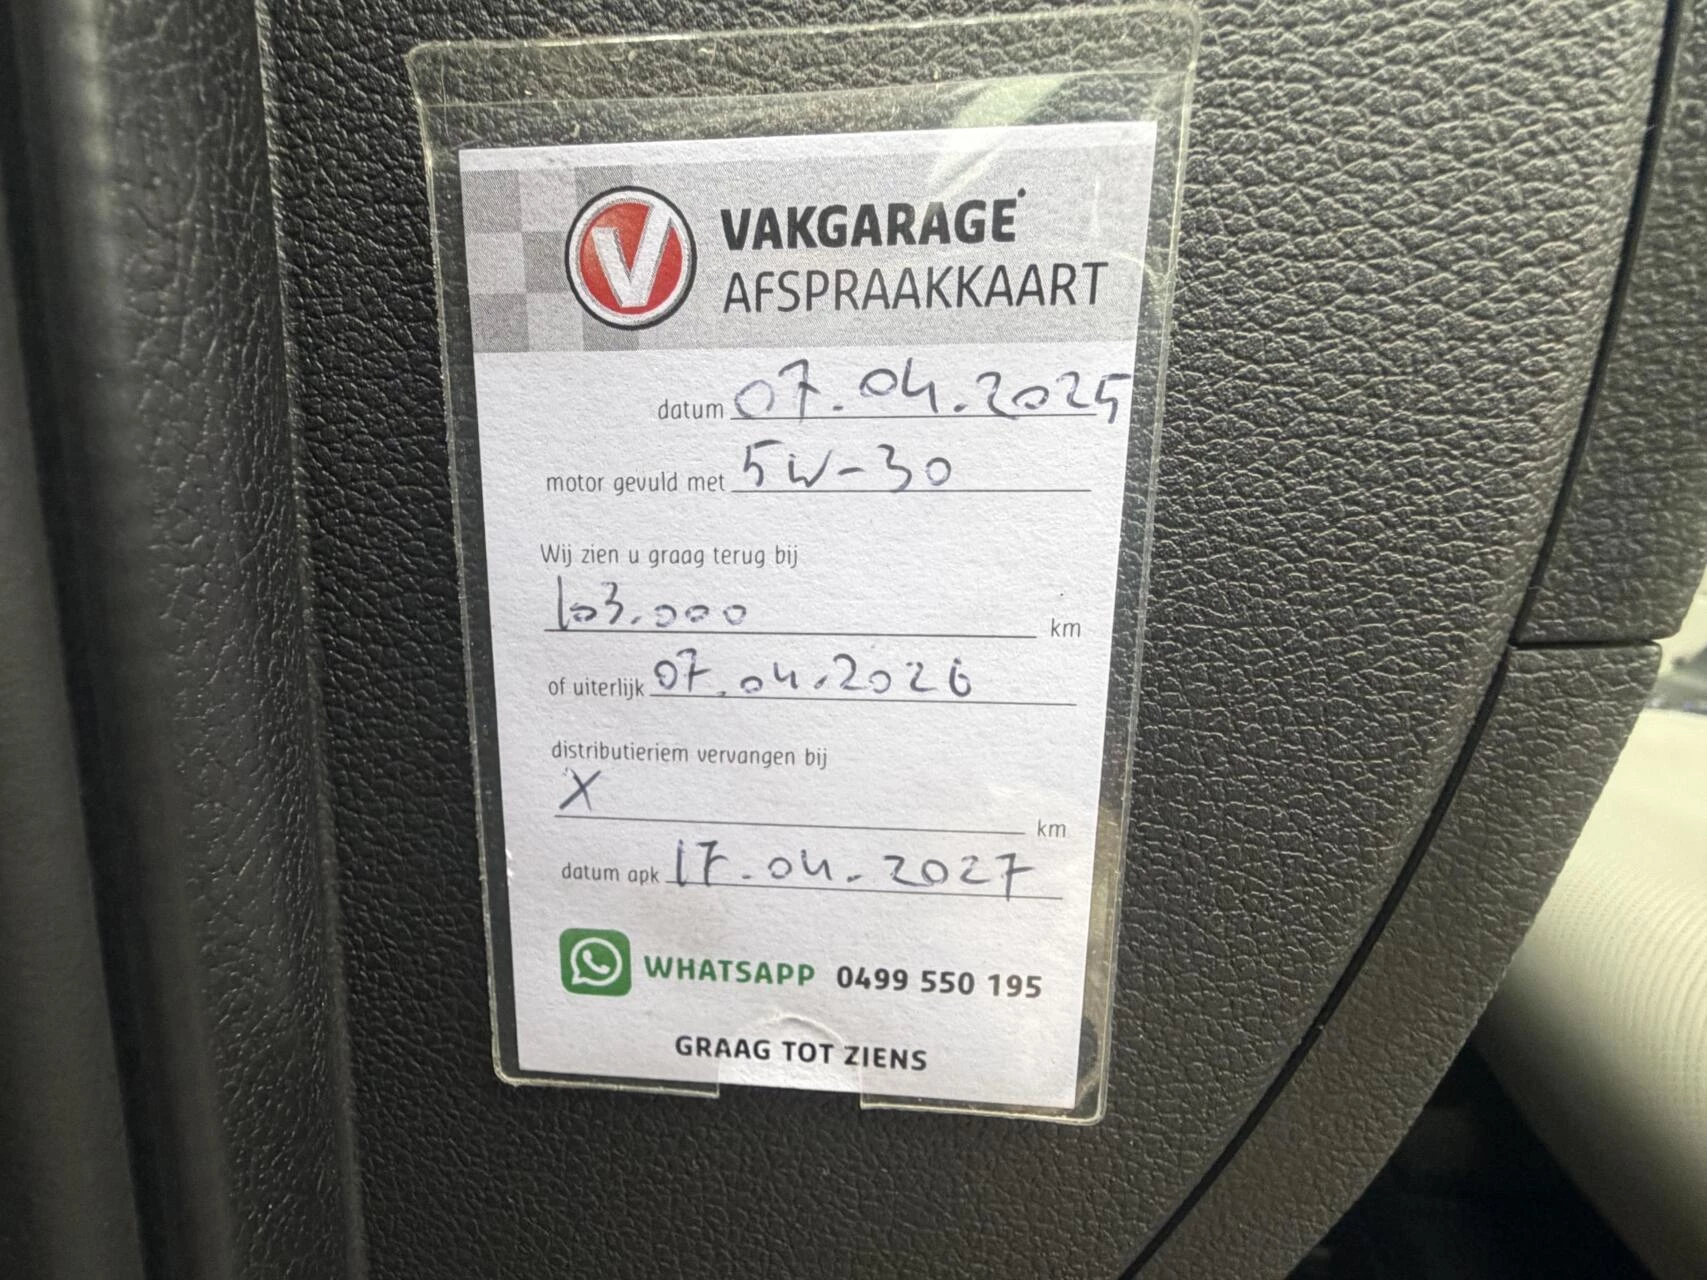 V VAKGARAGE
AFSPRAAKKAART
datum 07.04.2025
motor gevuld met 5W-30
Wij zien u graag terug bij
103.000 km
of uiterlijk 07.04.2026
distributieriem vervangen bij
X km
datum apk 17.04.2027
WHATSAPP 0499 550 195
GRAAG TOT ZIENS